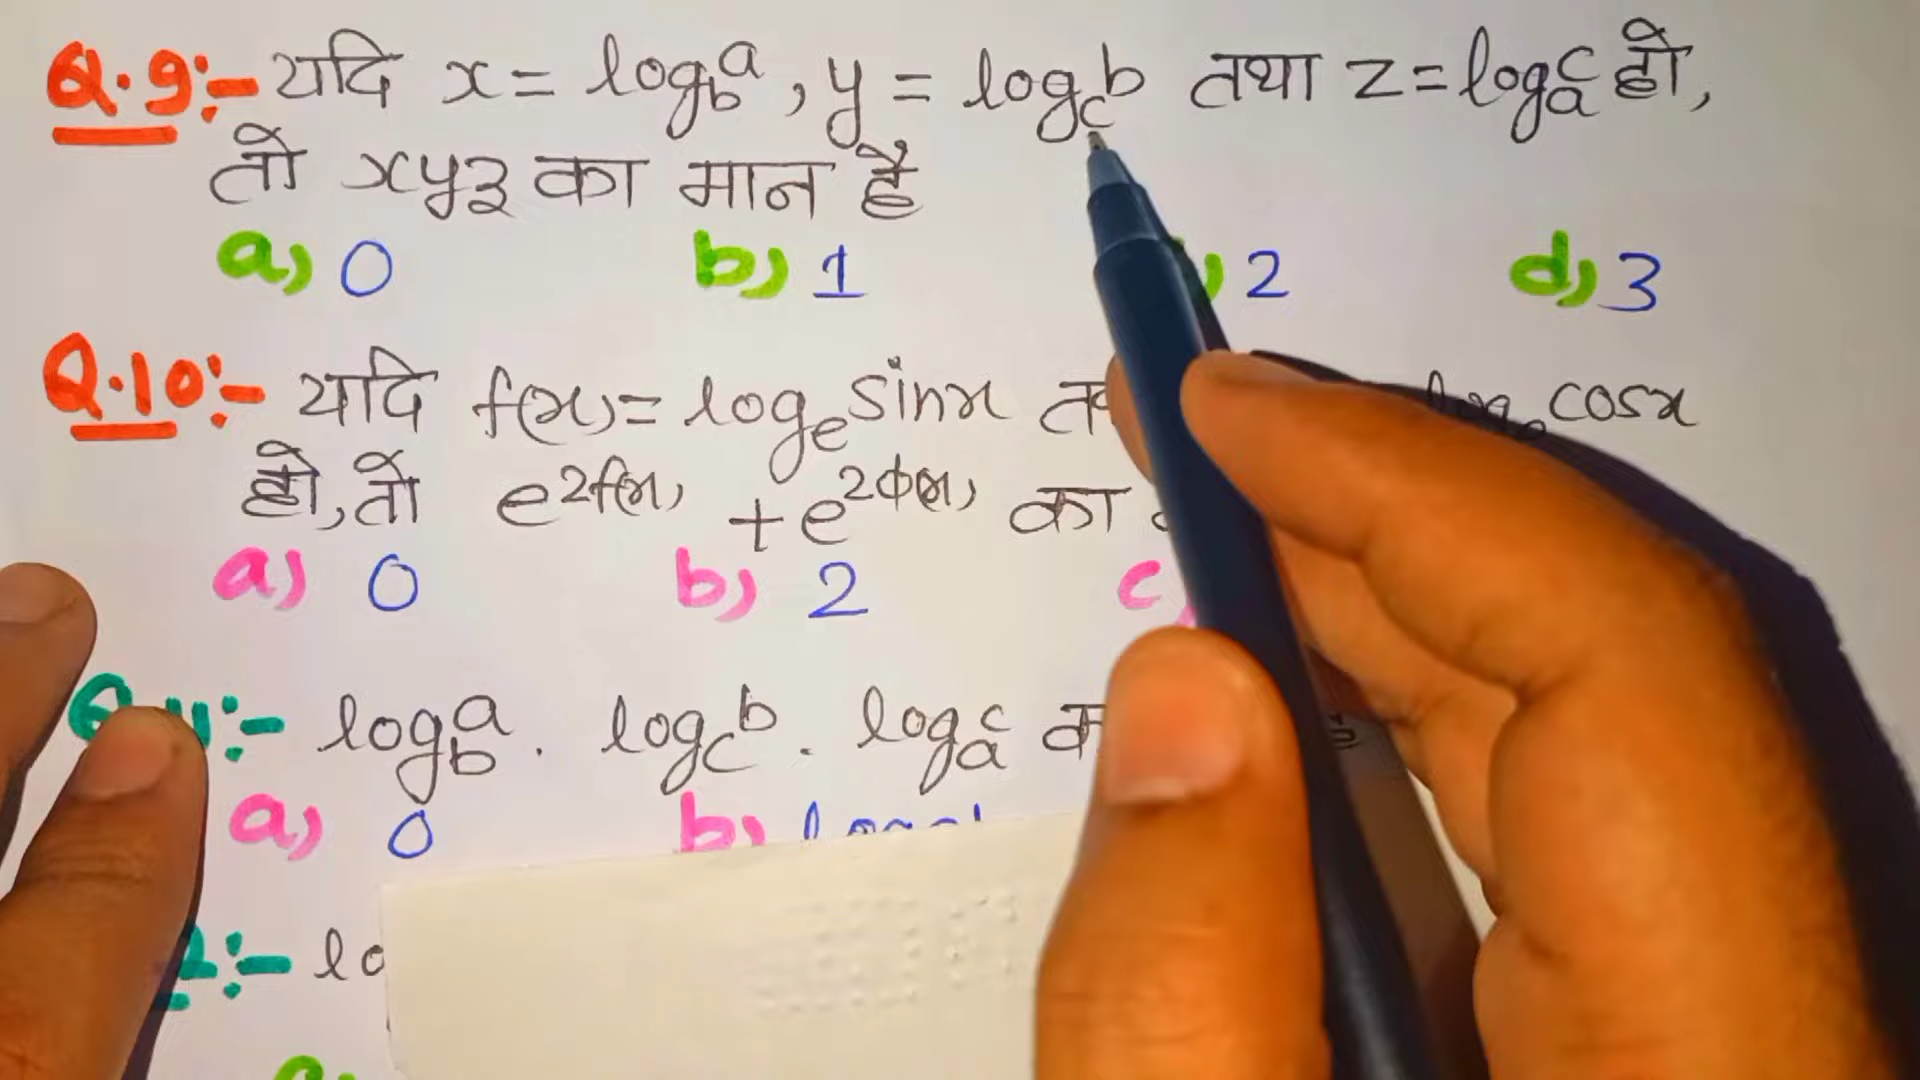 Q.9:- यदि x = log_b a, y = log_c b तथा z = log_a c हो,
तो xyz का मान है
a) 0 b) 1 2 d) 3
Q.10:- यदि f(x) = log_e sinx cosx
हो, तो e^2f(x) + e^2φ(x) का
a) 0 b) 2 c)
log_b a . log_c b . log_a c
a) 0 b)